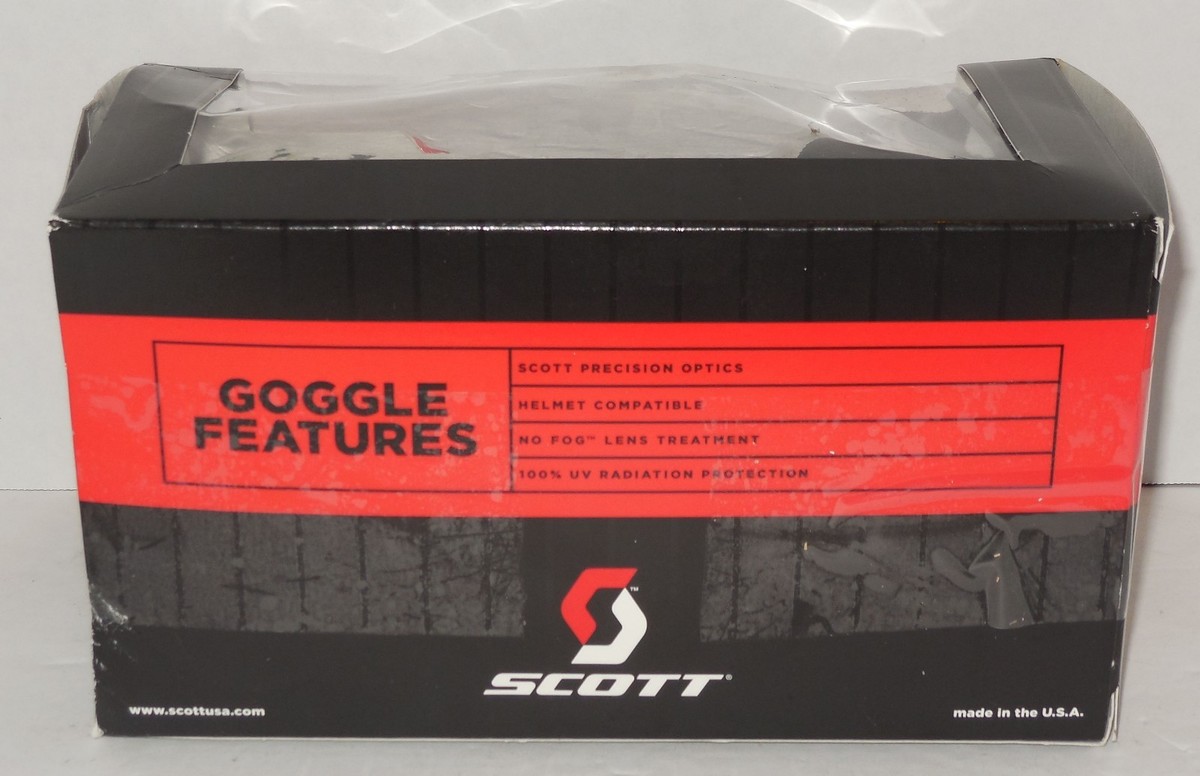 GOGGLE
FEATURES
SCOTT PRECISION OPTICS
HELMET COMPATIBLE
NO FOG™ LENS TREATMENT
100% UV RADIATION PROTECTION
™
SCOTT®
www.scottusa.com
made in the U.S.A.